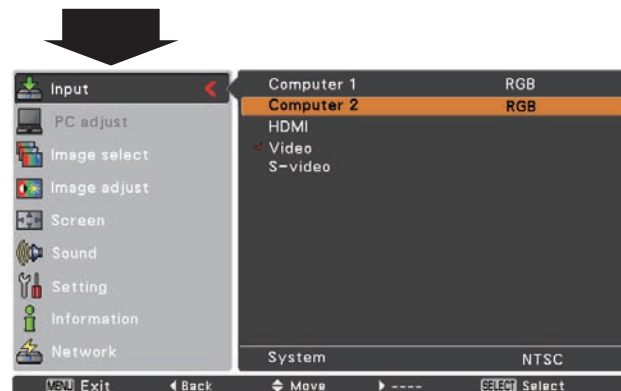 Input
PC adjust
Image select
Image adjust
Screen
Sound
Setting
Information
Network
Computer 1 RGB
Computer 2 RGB
HDMI
Video
S-video
System NTSC
MENU Exit Back Move ---- SELECT Select